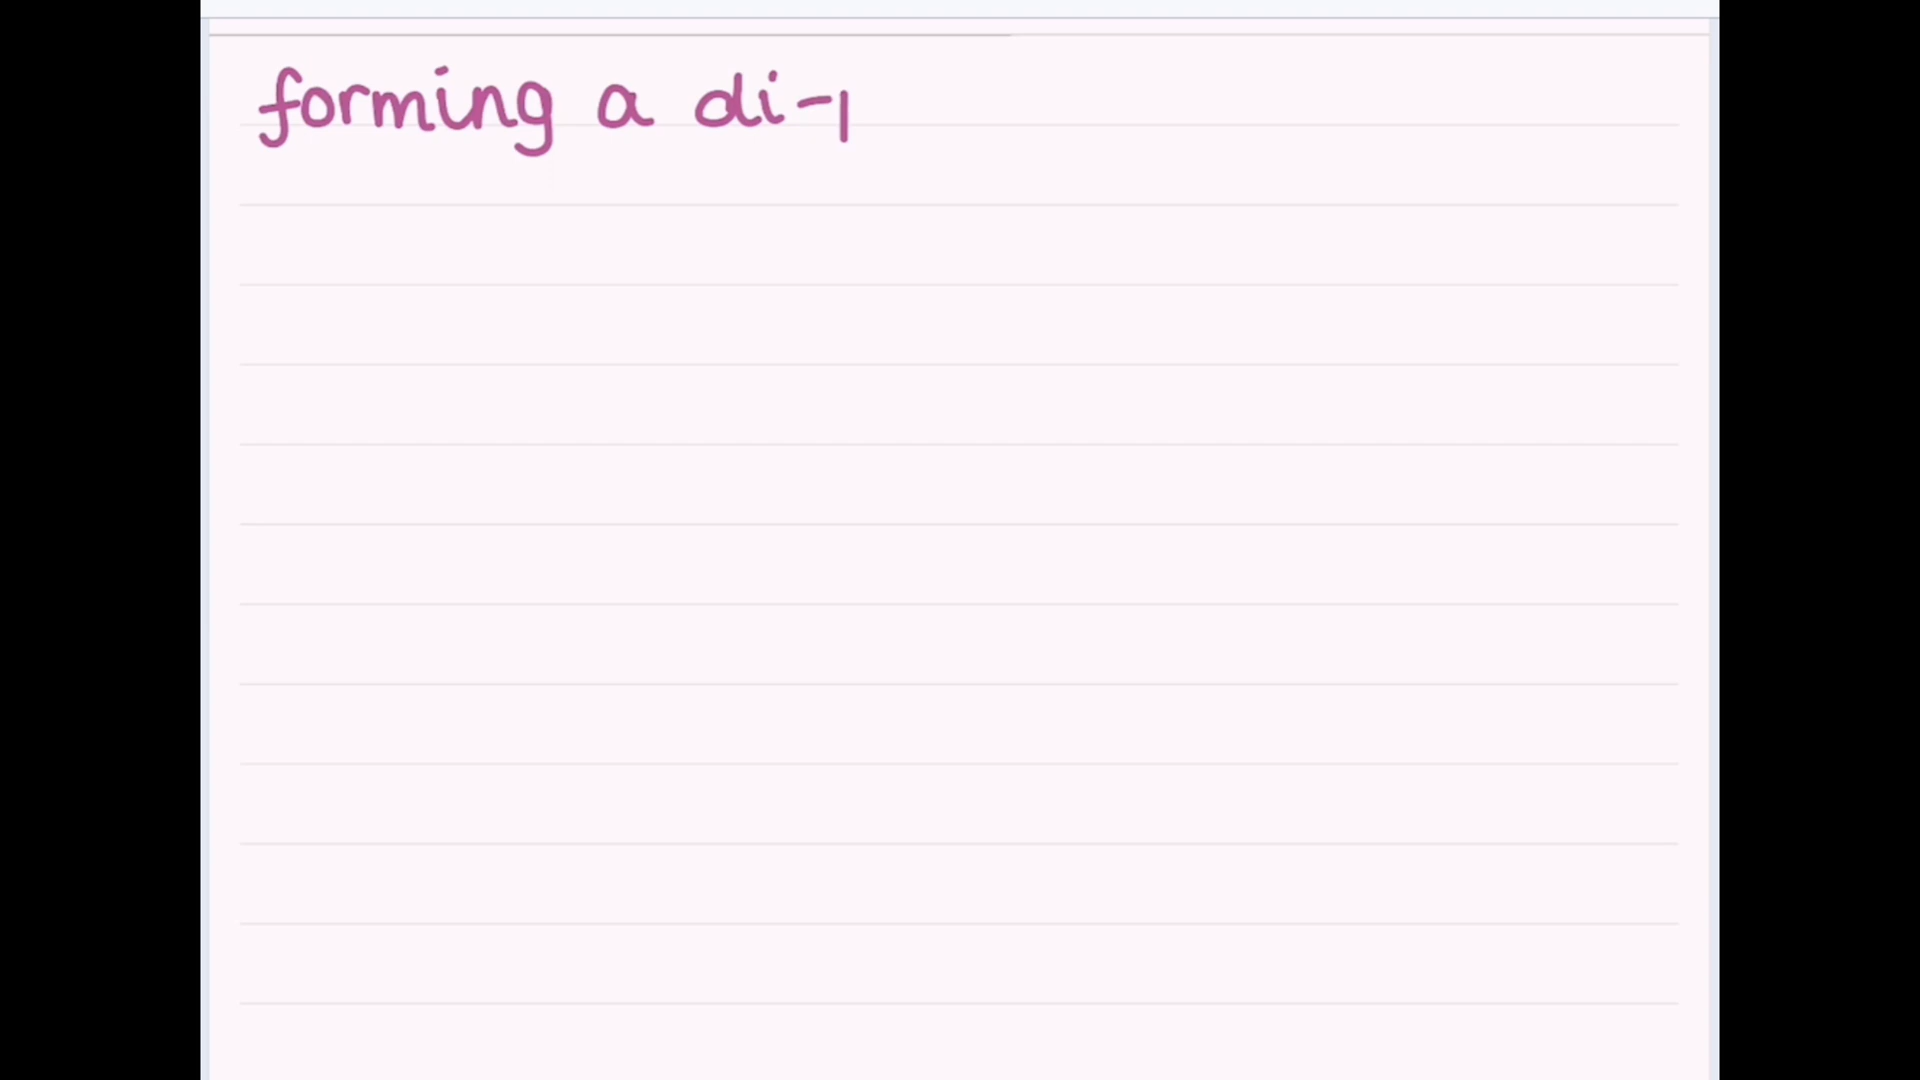 forming a di-